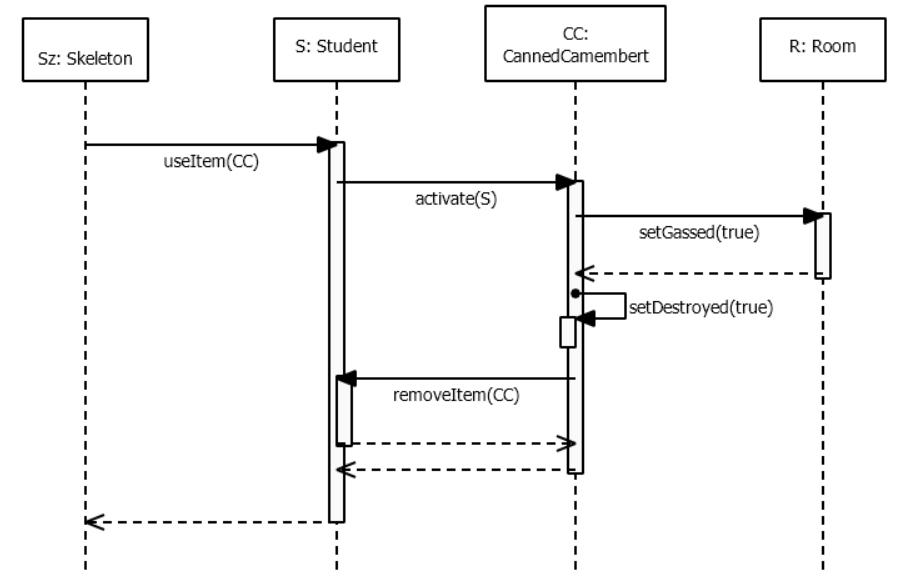 Sz: Skeleton
S: Student
CC:
CannedCamembert
R: Room
useItem(CC)
activate(S)
setGassed(true)
setDestroyed(true)
removeItem(CC)